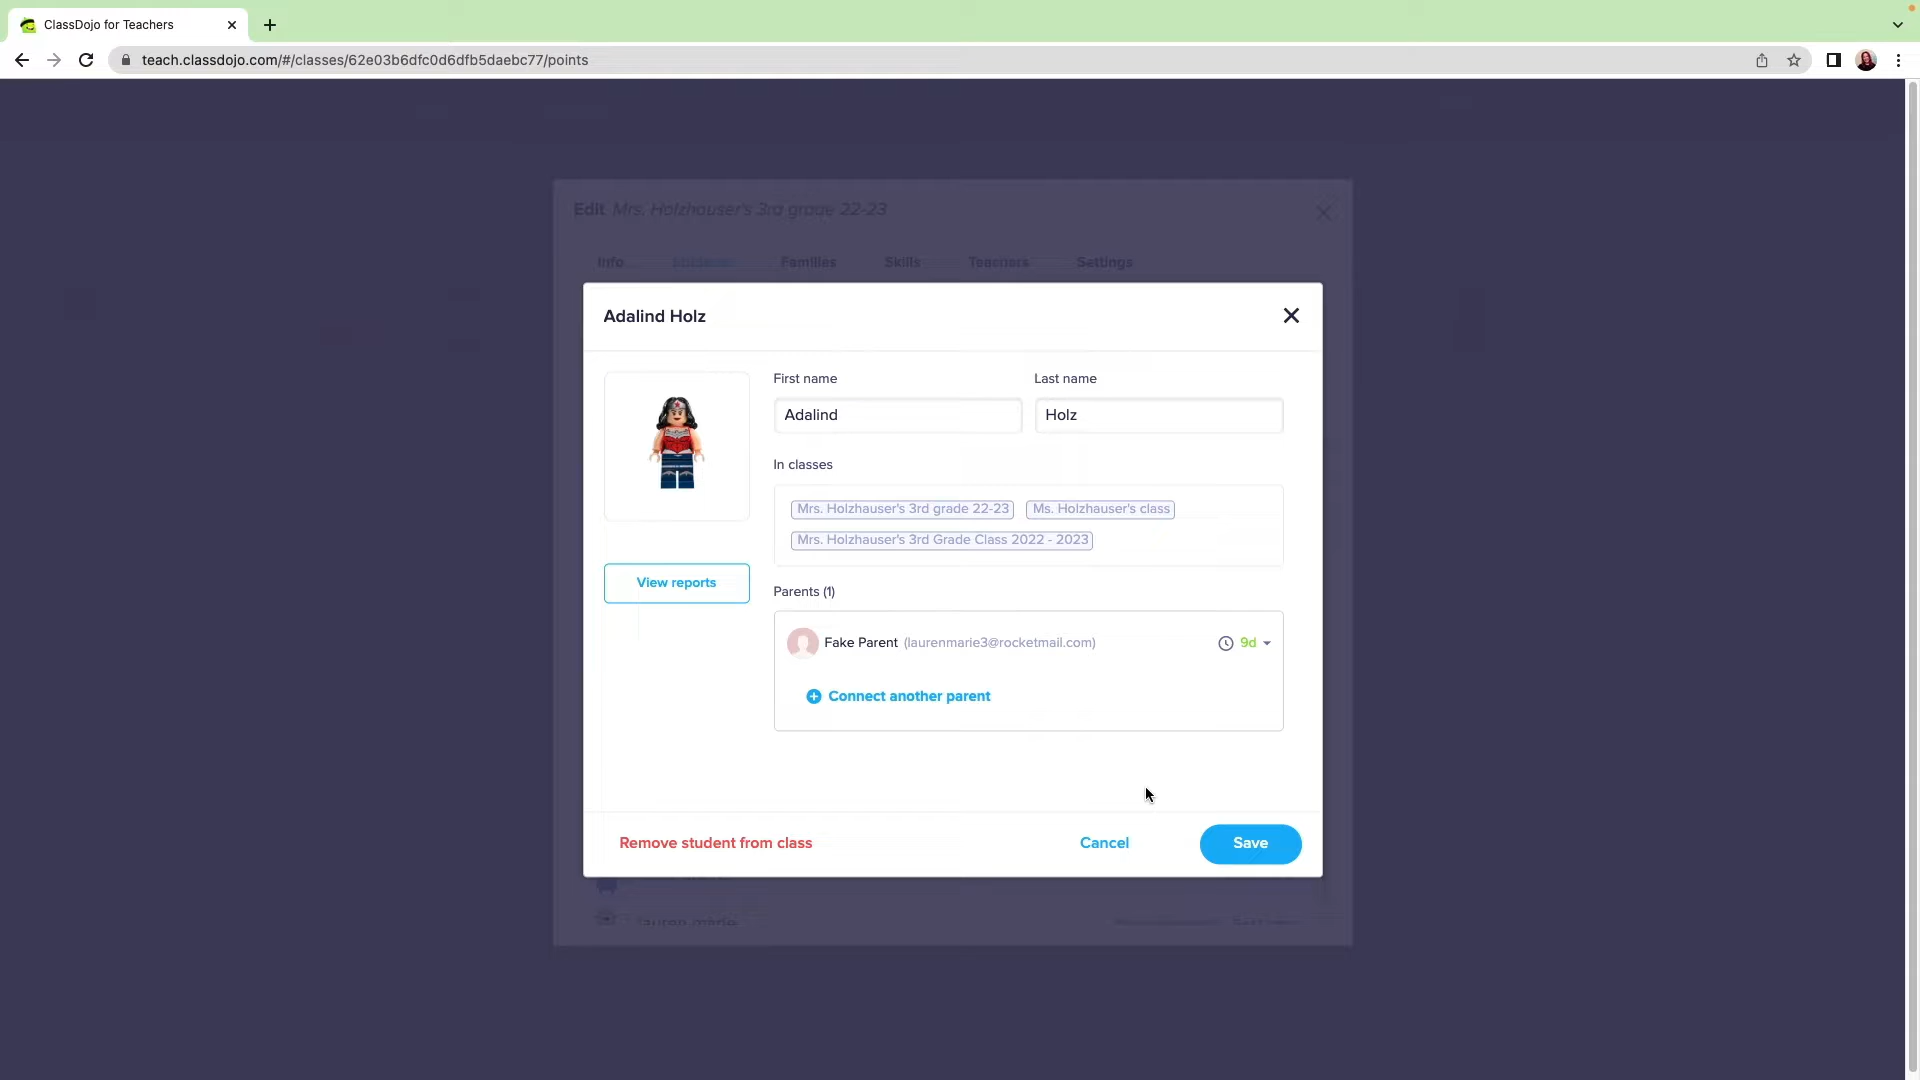 ClassDojo for Teachers
teach.classdojo.com/#/classes/62e03b6dfc0d6dfb5daebc77/points
Edit Mrs. Holzhauser's 3rd grade 22-23
Info Students Families Skills Teachers Settings
Adalind Holz
First name Last name
Adalind Holz
In classes
Mrs. Holzhauser's 3rd grade 22-23 Ms. Holzhauser's class
Mrs. Holzhauser's 3rd Grade Class 2022 - 2023
View reports
Parents (1)
Fake Parent (laurenmarie3@rocketmail.com) 9d
Connect another parent
Remove student from class Cancel Save
lauren marie